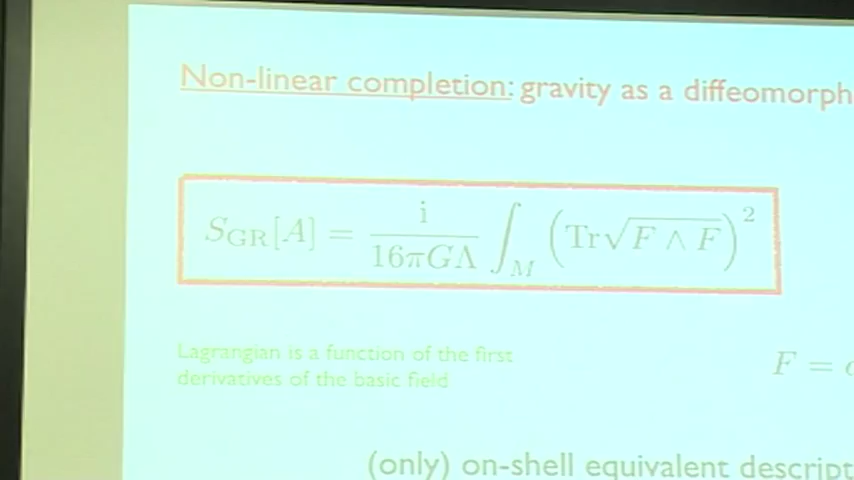 Non-linear completion: gravity as a diffeomorph
S_GR[A] = i / 16πGΛ ∫_M (Tr√F ∧ F)^2
Lagrangian is a function of the first
derivatives of the basic field
F =
(only) on-shell equivalent descript